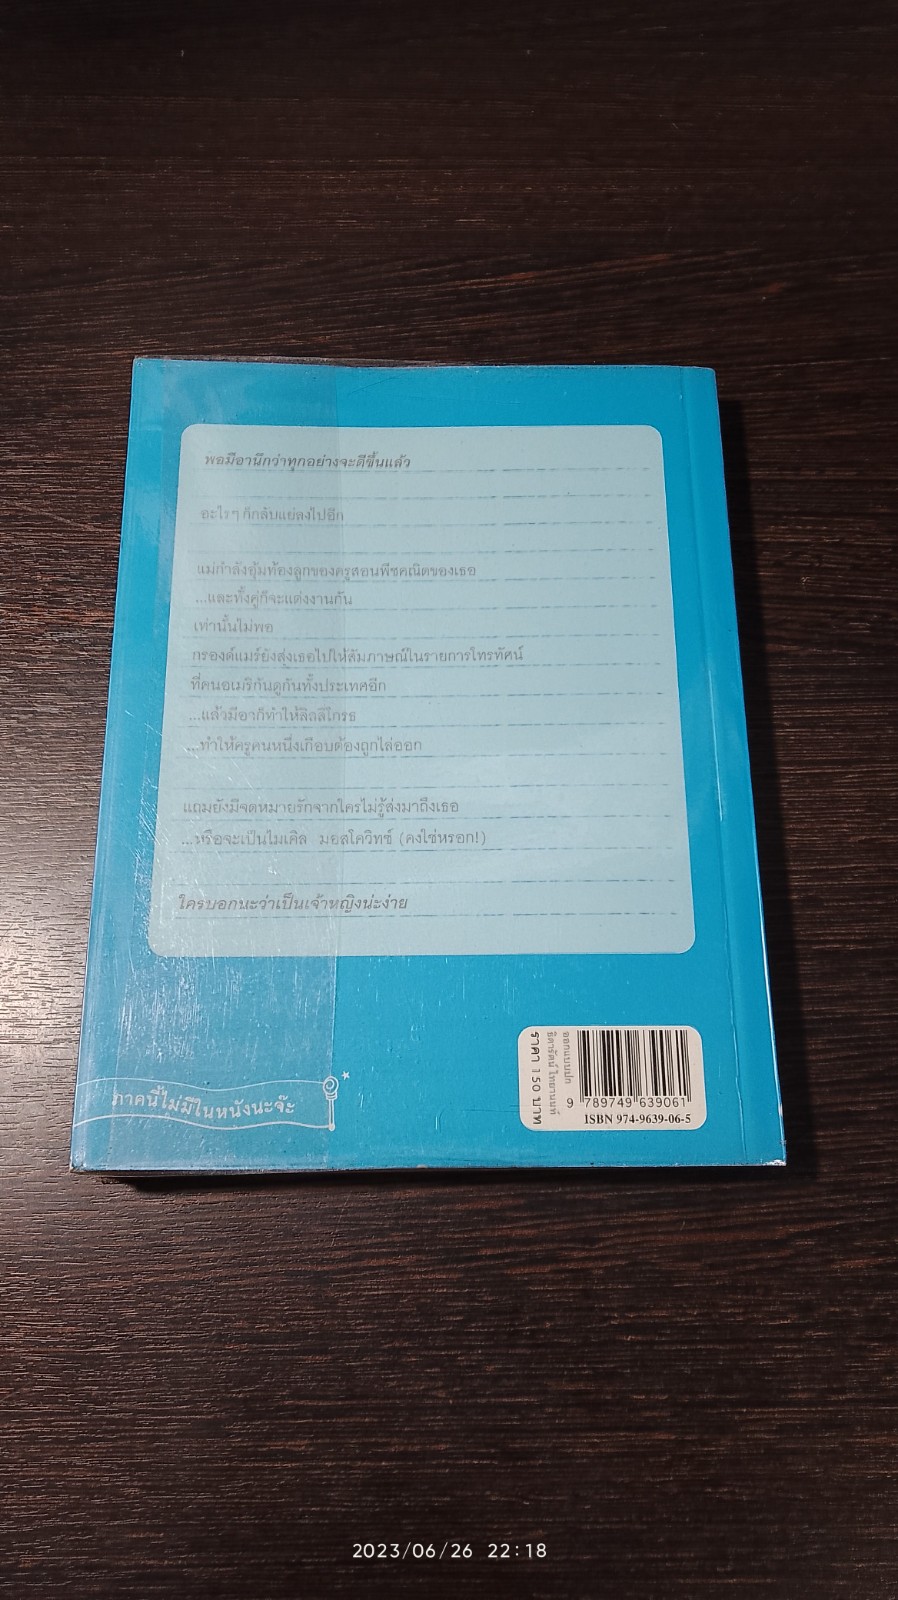 พอมีอานึกว่าทุกอย่างจะดีขึ้นแล้ว
อะไรๆ ก็กลับแย่ลงไปอีก
แม่กำลังอุ้มท้องลูกของครูสอนพีชคณิตของเธอ
...และทั้งคู่ก็จะแต่งงานกัน
เท่านั้นไม่พอ
กรองด์แมร์ยังส่งเธอไปให้สัมภาษณ์ในรายการโทรทัศน์
ที่คนอเมริกันดูกันทั้งประเทศอีก
...แล้วมีอาก็ทำให้ลิลลี่โกรธ
...ทำให้ครูคนหนึ่งเกือบต้องถูกไล่ออก
แถมยังมีจดหมายรักจากใครไม่รู้ส่งมาถึงเธอ
...หรือจะเป็นไมเคิล มอสโควิทซ์ (คงใช่หรอก!)
ใครบอกนะว่าเป็นเจ้าหญิงน่ะง่าย
ภาคนี้ไม่มีในหนังนะจ๊ะ
ออกแบบปก
ราคา 150 บาท
9 789749 639061
ISBN 974-9639-06-5
2023/06/26 22:18